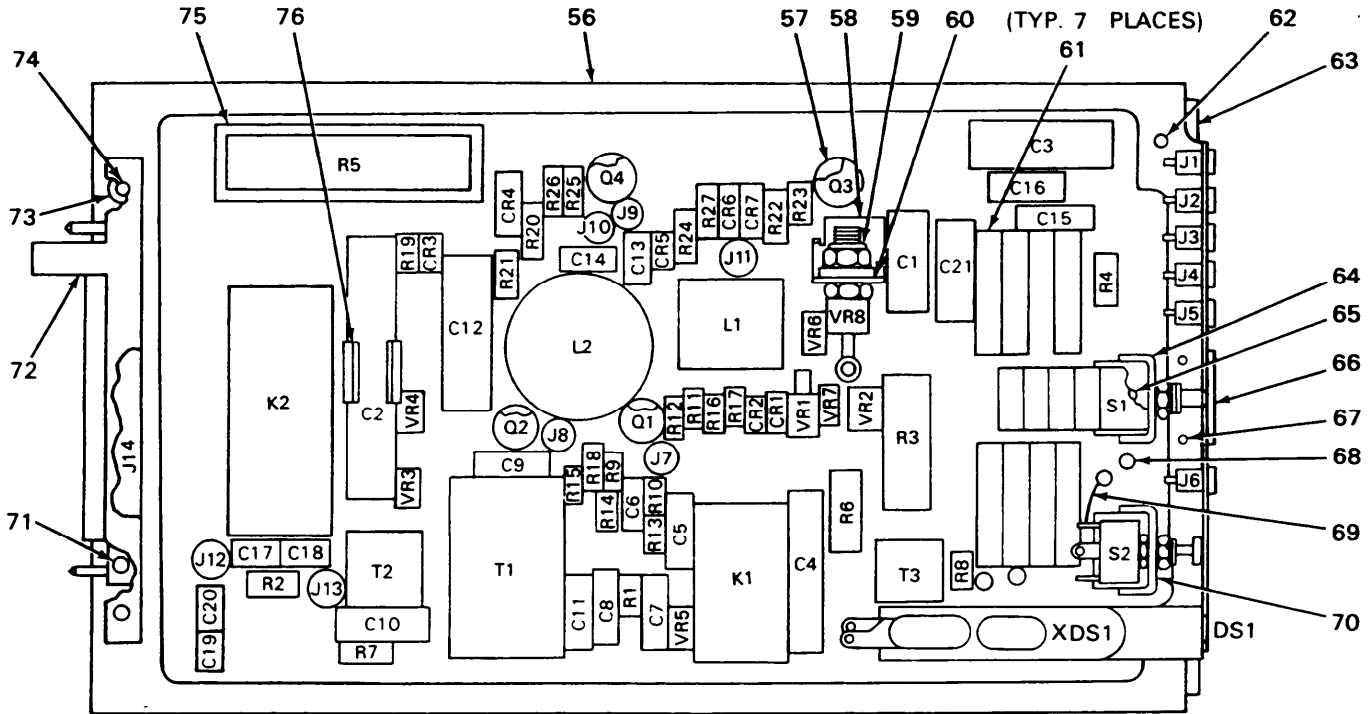 75 76 56 57 58 59 60 (TYP. 7 PLACES) 62
74 61 63
R5
73
72
C3
J1
C16
J2
C15
J3
J4
J5
R4
CR4
R20
R26
R25
Q4
J10
J9
R21
C14
C13
CR5
R24
R27
CR6
CR7
R22
R23
Q3
J11
C1
C21
R19
CR3
C12
L2
L1
VR6
VR8
64
65
66
67
68
69
70
K2
C2
VR4
VR3
Q2
J8
Q1
R12
R11
R16
R17
CR2
CR1
VR1
VR7
VR2
R3
S1
J14
71
C9
R15
R18
R9
R14
C6
J7
R10
R13
C5
R6
J6
J12
C17
C18
R2
J13
T2
T1
K1
C4
T3
R8
S2
C20
C19
C10
R7
C11
C8
R1
C7
VR5
XDS1
DS1